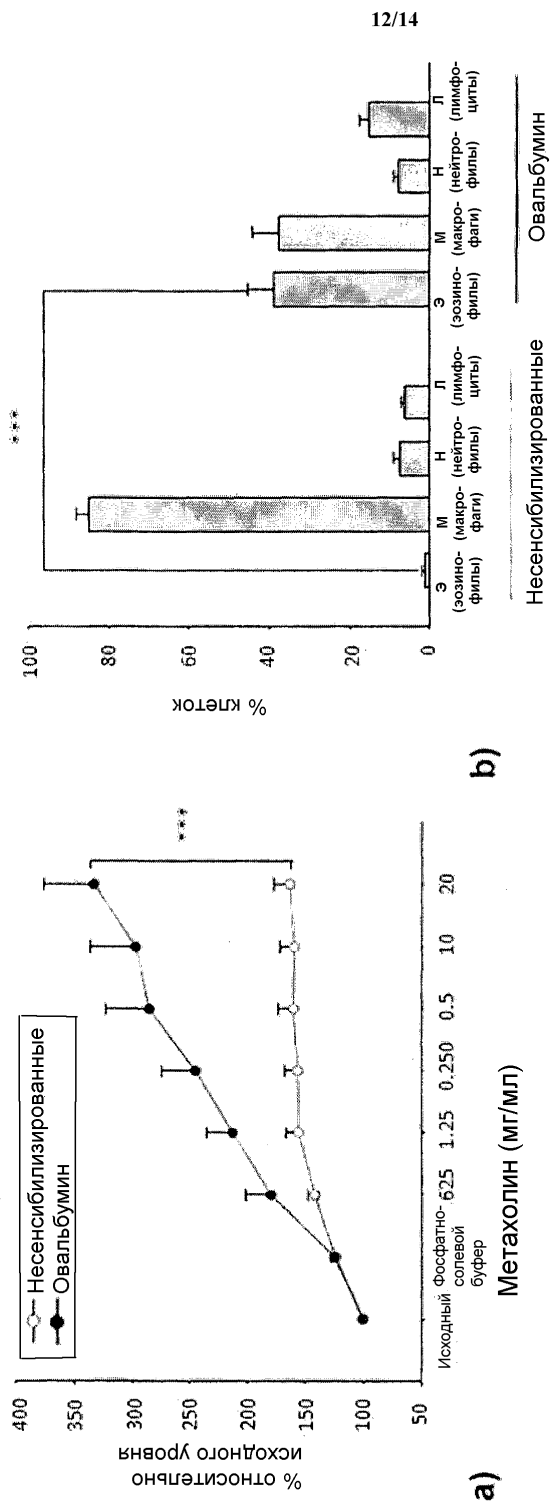 12/14
a)
% относительно
исходного уровня
400
350
300
250
200
150
100
50
Несенсибилизированные
Овальбумин
***
Исходный
Фосфатно-
солевой
буфер
.625
1.25
0.250
0.5
10
20
Метахолин (мг/мл)
b)
% клеток
100
80
60
40
20
0
***
Э
(эозино-
филы)
М
(макро-
фаги)
Н
(нейтро-
филы)
Л
(лимфо-
циты)
Э
(эозино-
филы)
М
(макро-
фаги)
Н
(нейтро-
филы)
Л
(лимфо-
циты)
Несенсибилизированные
Овальбумин